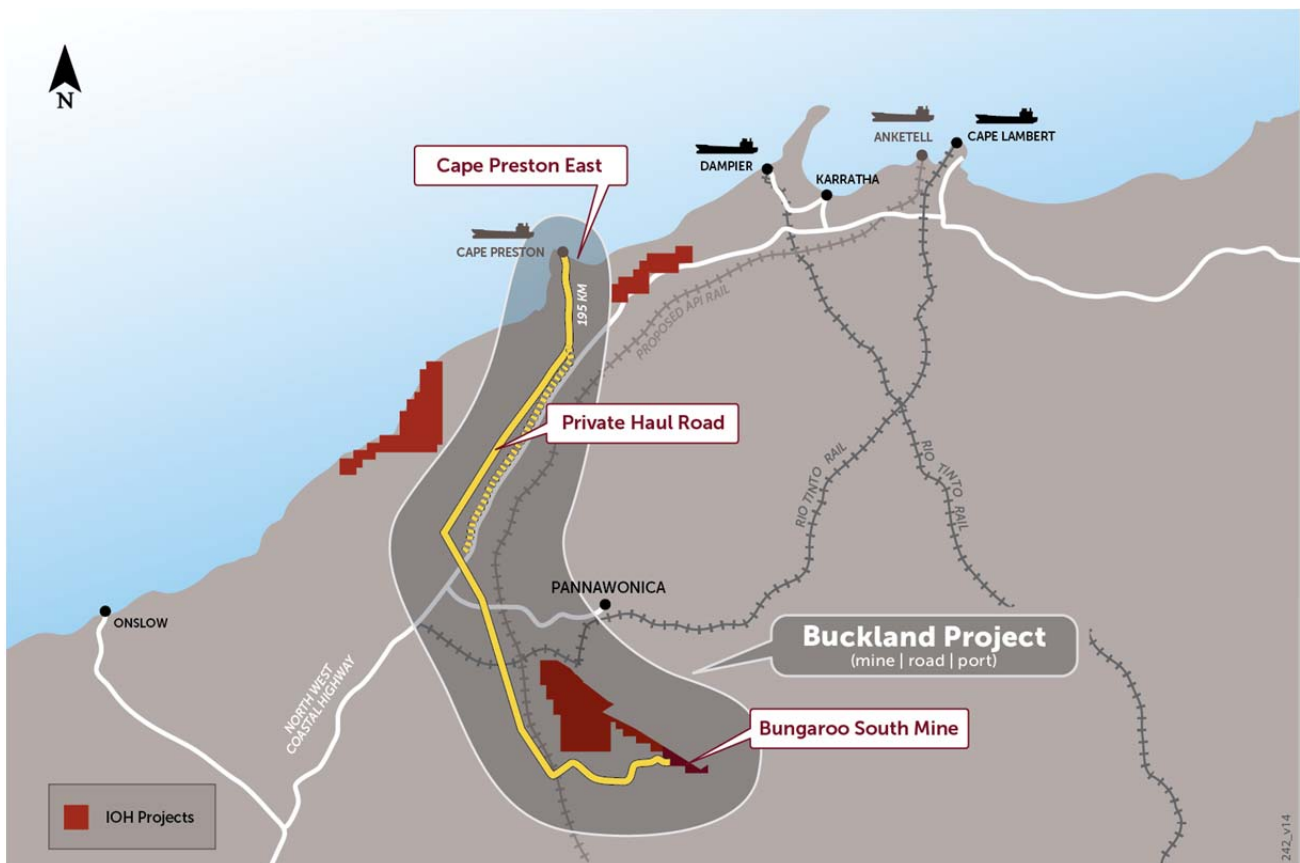 N
ANKETELL
CAPE LAMBERT
DAMPIER
KARRATHA
Cape Preston East
CAPE PRESTON
195 KM
PROPOSED API RAIL
Private Haul Road
RIO TINTO RAIL
RIO TINTO RAIL
PANNAWONICA
ONSLOW
Buckland Project
(mine | road | port)
NORTH WEST
COASTAL HIGHWAY
Bungaroo South Mine
IOH Projects
242_v14